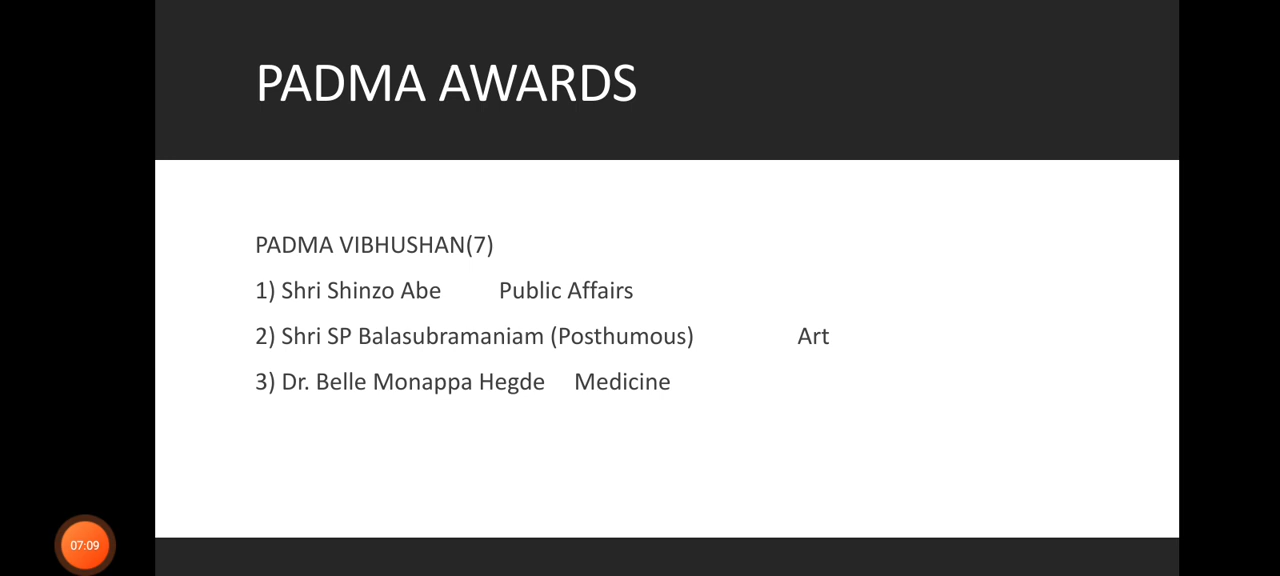 PADMA AWARDS
PADMA VIBHUSHAN(7)
1) Shri Shinzo Abe Public Affairs
2) Shri SP Balasubramaniam (Posthumous) Art
3) Dr. Belle Monappa Hegde Medicine
07:09